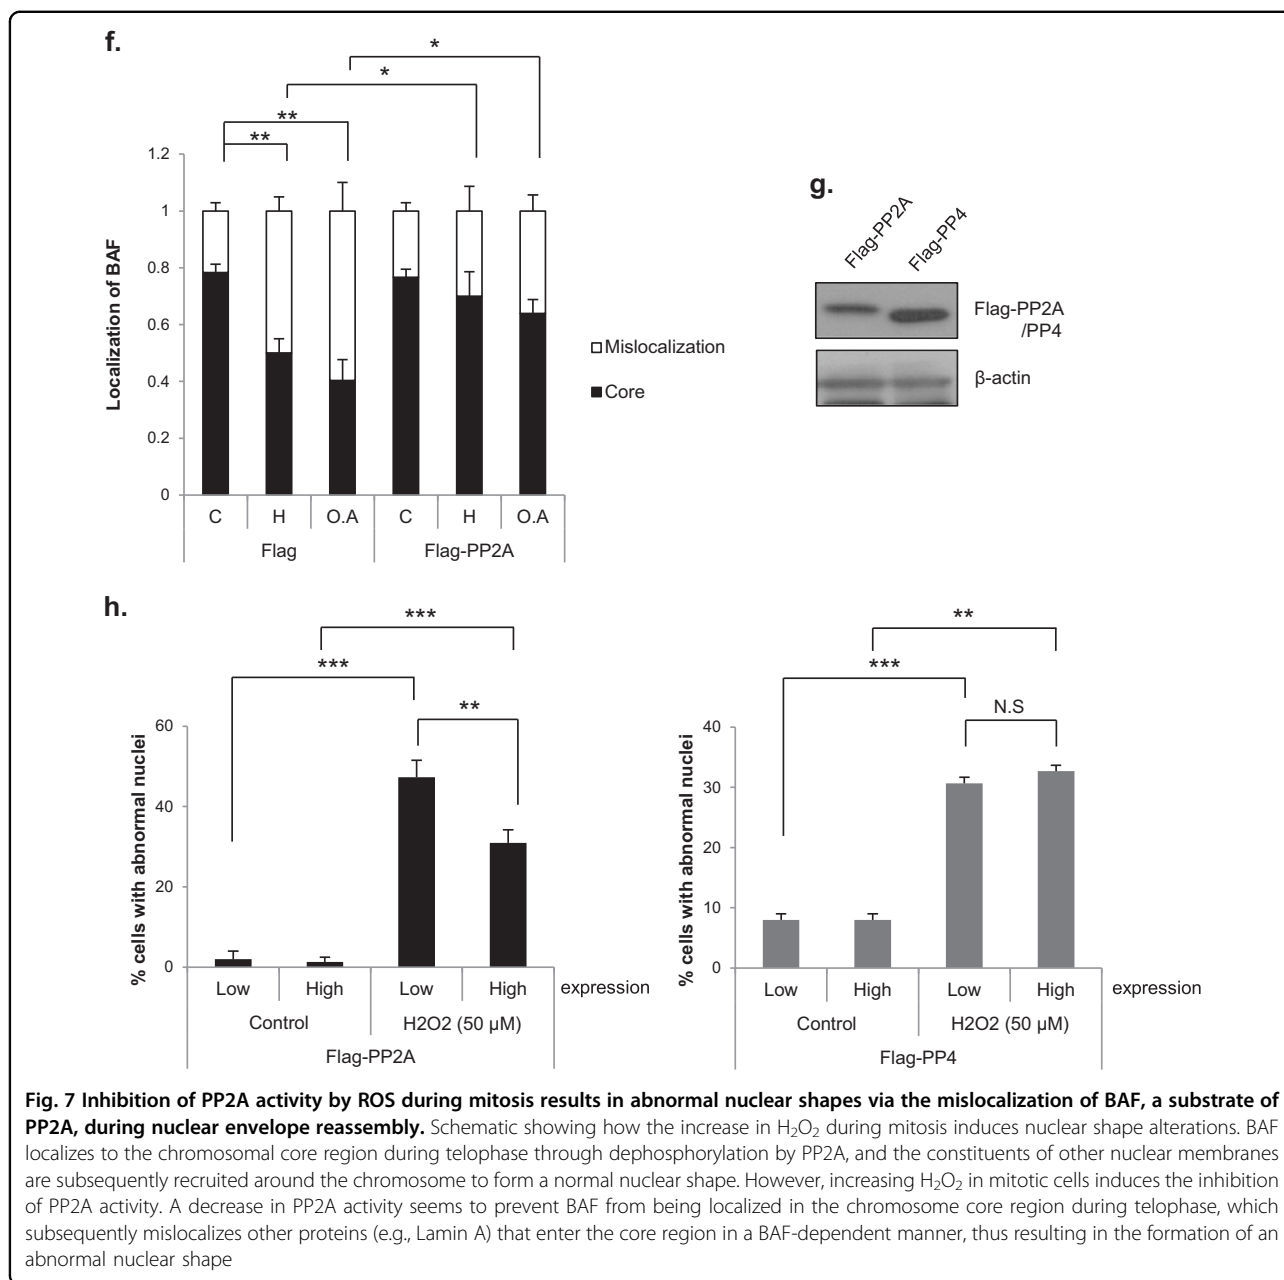 f.
*
*
**
**
1.2
1
0.8
0.6
0.4
0.2
0
Localization of BAF
C H O.A C H O.A
Flag Flag-PP2A
Mislocalization
Core
g.
Flag-PP2A
Flag-PP4
Flag-PP2A
/PP4
β-actin
h.
***
***
**
60
40
20
0
% cells with abnormal nuclei
Low High Low High expression
Control H2O2 (50 µM)
Flag-PP2A
**
***
N.S
40
30
20
10
0
% cells with abnormal nuclei
Low High Low High expression
Control H2O2 (50 µM)
Flag-PP4
Fig. 7 Inhibition of PP2A activity by ROS during mitosis results in abnormal nuclear shapes via the mislocalization of BAF, a substrate of
PP2A, during nuclear envelope reassembly. Schematic showing how the increase in H₂O₂ during mitosis induces nuclear shape alterations. BAF
localizes to the chromosomal core region during telophase through dephosphorylation by PP2A, and the constituents of other nuclear membranes
are subsequently recruited around the chromosome to form a normal nuclear shape. However, increasing H₂O₂ in mitotic cells induces the inhibition
of PP2A activity. A decrease in PP2A activity seems to prevent BAF from being localized in the chromosome core region during telophase, which
subsequently mislocalizes other proteins (e.g., Lamin A) that enter the core region in a BAF-dependent manner, thus resulting in the formation of an
abnormal nuclear shape